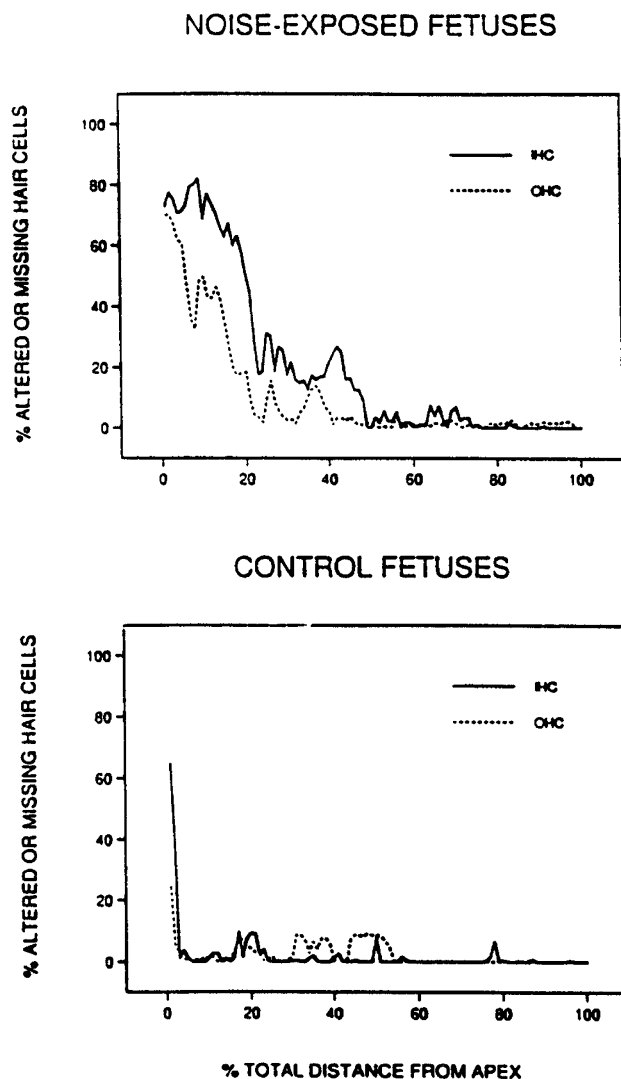 NOISE-EXPOSED FETUSES
% ALTERED OR MISSING HAIR CELLS
100
80
60
40
20
0
IHC
OHC
0 20 40 60 80 100
CONTROL FETUSES
% ALTERED OR MISSING HAIR CELLS
100
80
60
40
20
0
IHC
OHC
0 20 40 60 80 100
% TOTAL DISTANCE FROM APEX